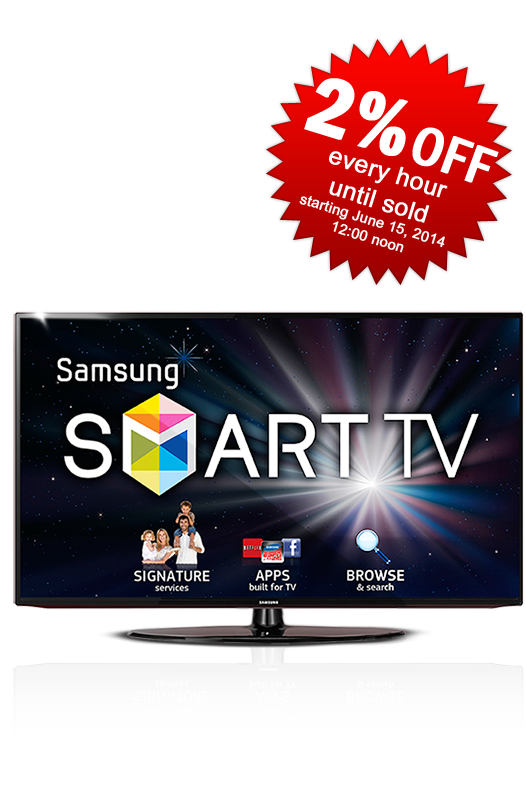 2% OFF
every hour
until sold
starting June 15, 2014
12:00 noon
Samsung
SMART TV
NETFLIX
f
SIGNATURE
services
APPS
built for TV
BROWSE
& search
SAMSUNG